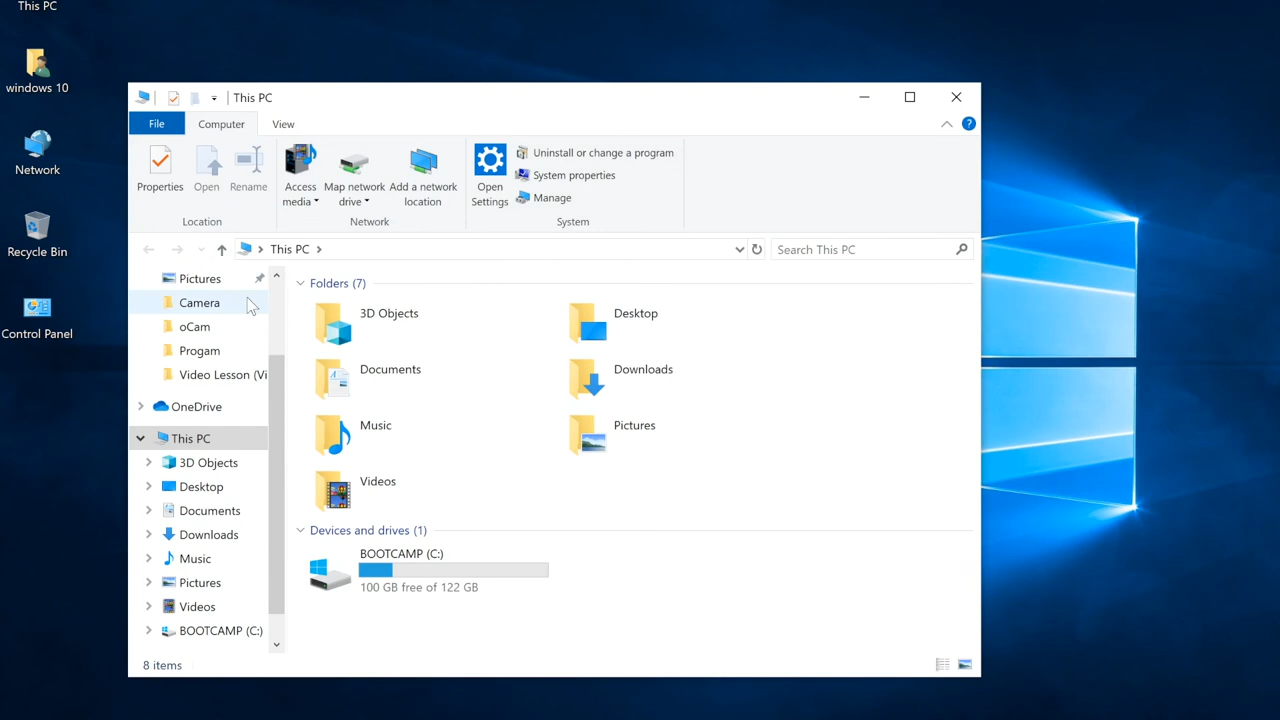 This PC
windows 10
Network
Recycle Bin
Control Panel
This PC
File
Computer
View
Properties
Open
Rename
Access
media
Map network
drive
Add a network
location
Open
Settings
Uninstall or change a program
System properties
Manage
Location
Network
System
This PC
Search This PC
Pictures
Camera
oCam
Progam
Video Lesson (Vi
OneDrive
This PC
3D Objects
Desktop
Documents
Downloads
Music
Pictures
Videos
BOOTCAMP (C:)
Folders (7)
3D Objects
Desktop
Documents
Downloads
Music
Pictures
Videos
Devices and drives (1)
BOOTCAMP (C:)
100 GB free of 122 GB
8 items